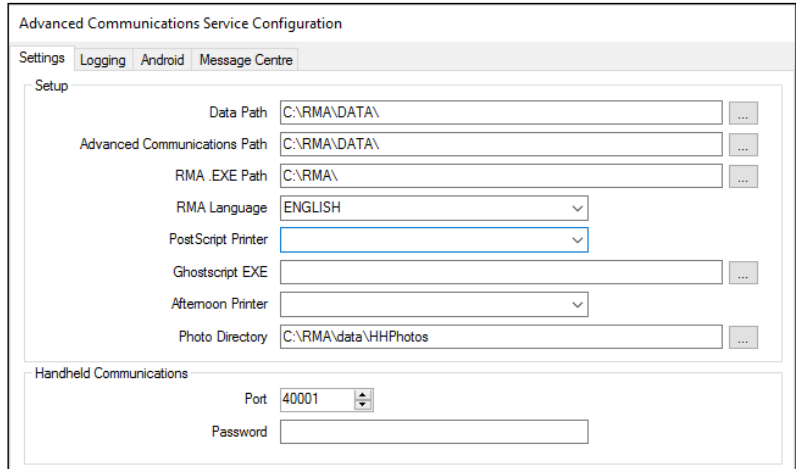 Advanced Communications Service Configuration
Settings Logging Android Message Centre
Setup
Data Path C:\RMA\DATA\ ...
Advanced Communications Path C:\RMA\DATA\ ...
RMA .EXE Path C:\RMA\ ...
RMA Language ENGLISH
PostScript Printer
Ghostscript EXE ...
Afternoon Printer
Photo Directory C:\RMA\data\HHPhotos ...
Handheld Communications
Port 40001
Password